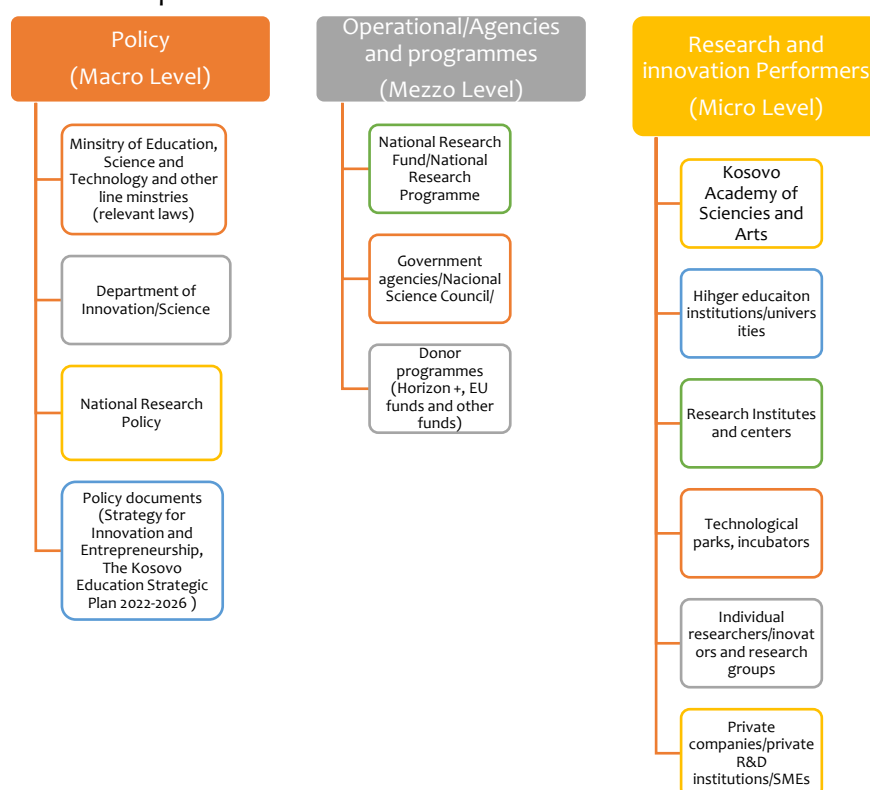 Policy
(Macro Level)
Minsitry of Education,
Science and
Technology and other
line minstries
(relevant laws)
Department of
Innovation/Science
National Research
Policy
Policy documents
(Strategy for
Innovation and
Entrepreneurship,
The Kosovo
Education Strategic
Plan 2022-2026 )
Operational/Agencies
and programmes
(Mezzo Level)
National Research
Fund/National
Research
Programme
Government
agencies/Nacional
Science Council/
Donor
programmes
(Horizon +, EU
funds and other
funds)
Research and
innovation Performers
(Micro Level)
Kosovo
Academy of
Sciencies and
Arts
Hihger educaiton
institutions/univers
ities
Research Institutes
and centers
Technological
parks, incubators
Individual
researchers/inovat
ors and research
groups
Private
companies/private
R&D
institutions/SMEs